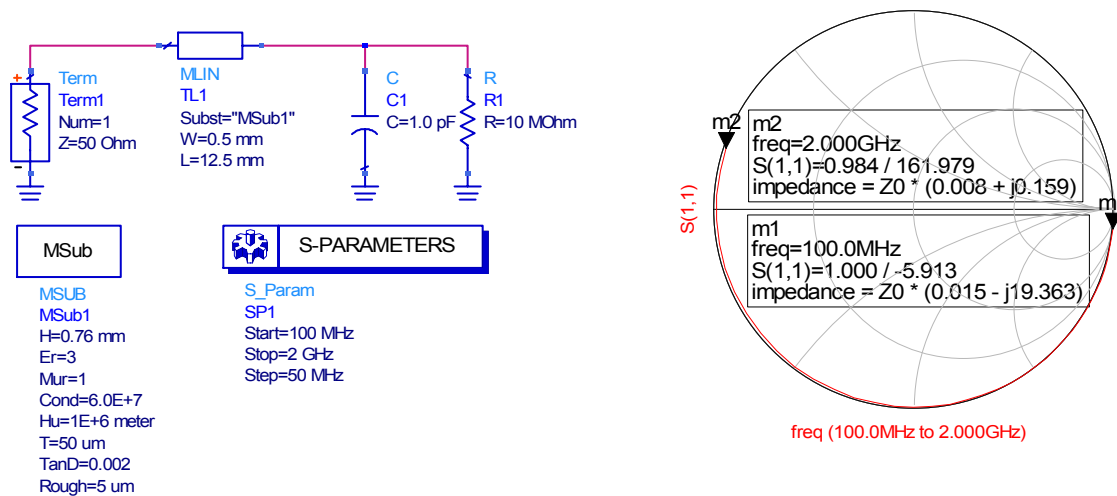 +
Term
Term1
Num=1
Z=50 Ohm
-
MLIN
TL1
Subst="MSub1"
W=0.5 mm
L=12.5 mm
C
C1
C=1.0 pF
R
R1
R=10 MOhm
MSub
MSUB
MSub1
H=0.76 mm
Er=3
Mur=1
Cond=6.0E+7
Hu=1E+6 meter
T=50 um
TanD=0.002
Rough=5 um
S-PARAMETERS
S_Param
SP1
Start=100 MHz
Stop=2 GHz
Step=50 MHz
S(1,1)
m2
m2
freq=2.000GHz
S(1,1)=0.984 / 161.979
impedance = Z0 * (0.008 + j0.159)
m
m1
freq=100.0MHz
S(1,1)=1.000 / -5.913
impedance = Z0 * (0.015 - j19.363)
freq (100.0MHz to 2.000GHz)